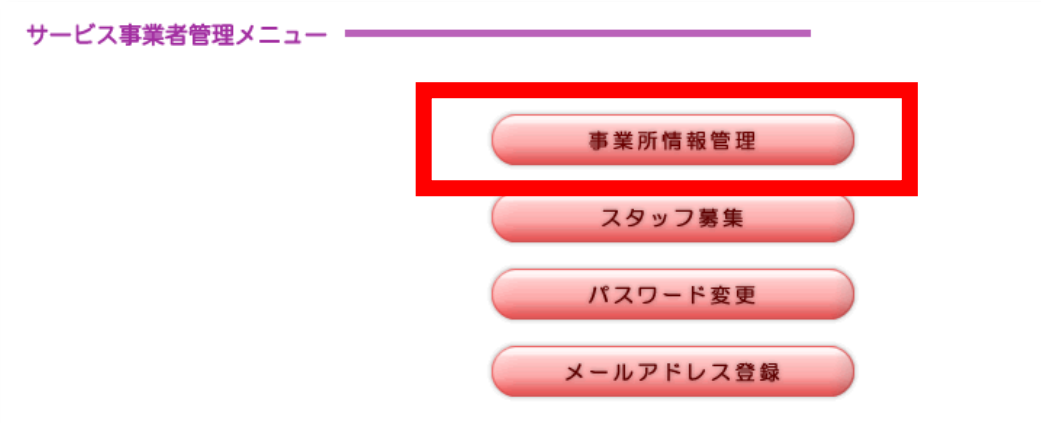 サービス事業者管理メニュー
事業所情報管理
スタッフ募集
パスワード変更
メールアドレス登録